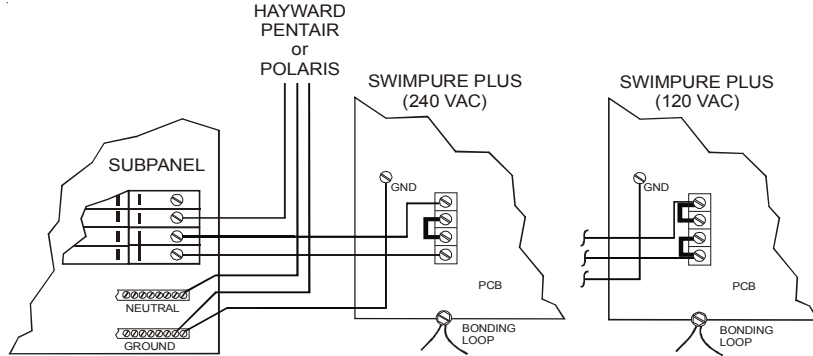 HAYWARD
PENTAIR
or
POLARIS
SWIMPURE PLUS
(240 VAC)
SWIMPURE PLUS
(120 VAC)
SUBPANEL
GND
GND
PCB
PCB
NEUTRAL
GROUND
BONDING
LOOP
BONDING
LOOP